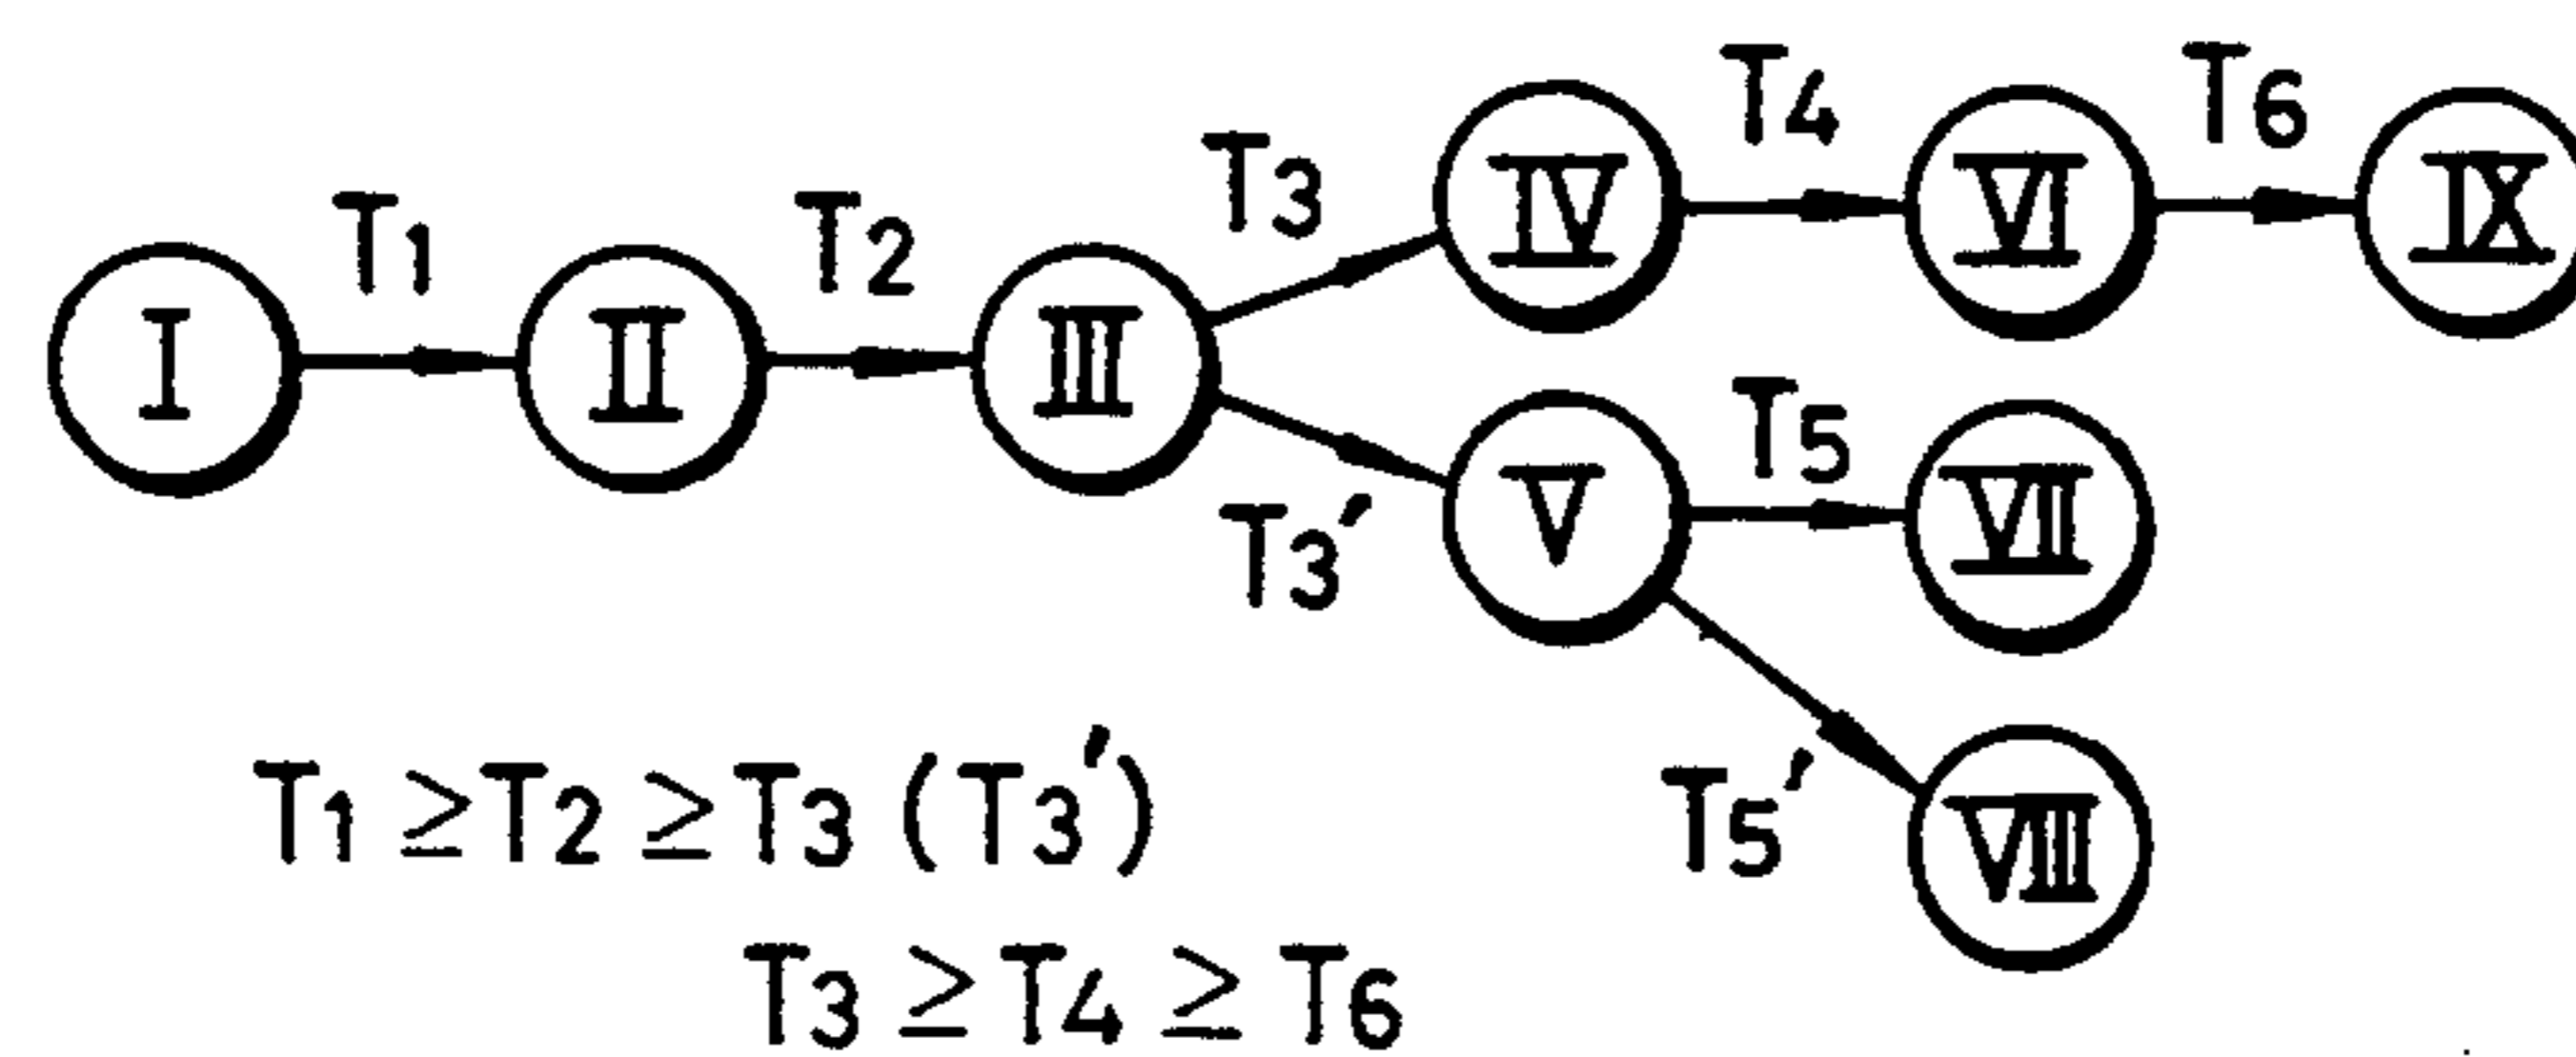 T4 T6
T3 IV VI IX
T1 T2
I II III
T5
T3′ V VII
T5′ VIII
T1 ≥ T2 ≥ T3 (T3′)
T3 ≥ T4 ≥ T6